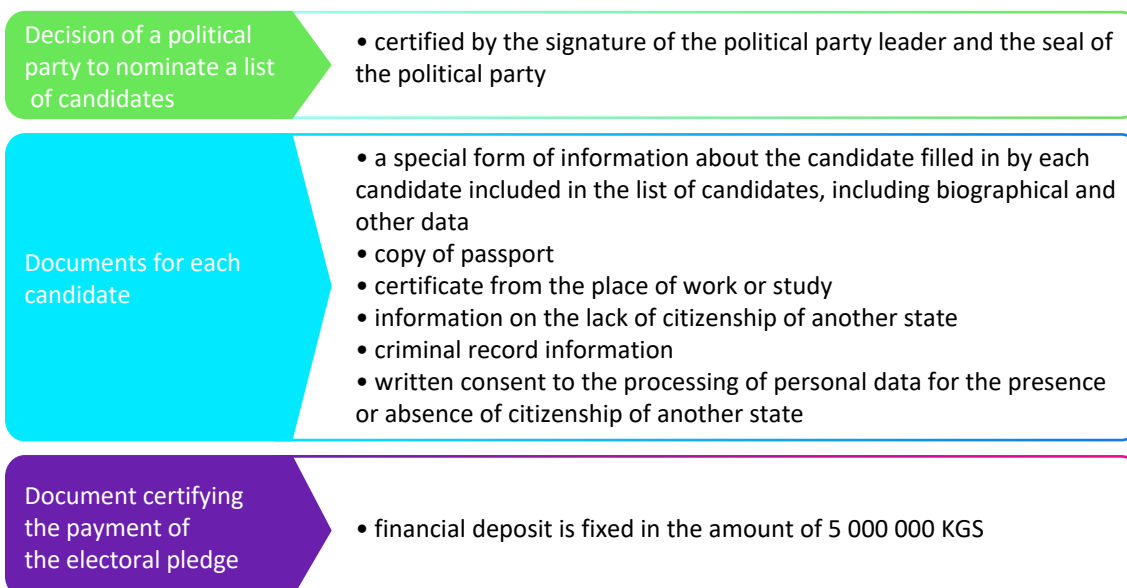 Decision of a political
party to nominate a list
of candidates
• certified by the signature of the political party leader and the seal of
the political party
Documents for each
candidate
• a special form of information about the candidate filled in by each
candidate included in the list of candidates, including biographical and
other data
• copy of passport
• certificate from the place of work or study
• information on the lack of citizenship of another state
• criminal record information
• written consent to the processing of personal data for the presence
or absence of citizenship of another state
Document certifying
the payment of
the electoral pledge
• financial deposit is fixed in the amount of 5 000 000 KGS